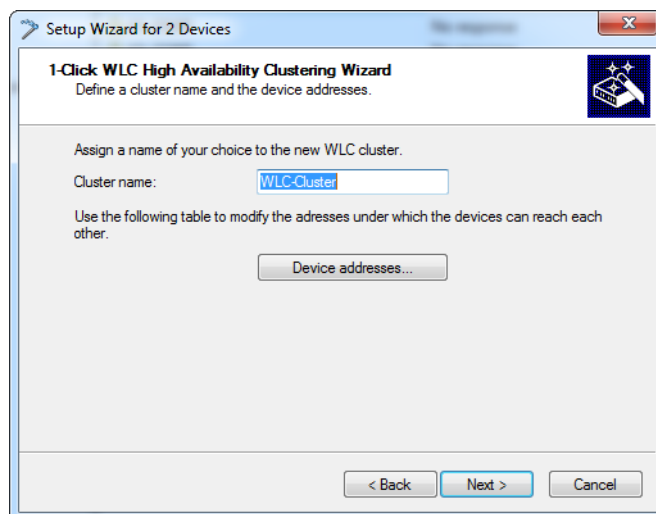 Setup Wizard for 2 Devices
1-Click WLC High Availability Clustering Wizard
Define a cluster name and the device addresses.
Assign a name of your choice to the new WLC cluster.
Cluster name:
WLC-Cluster
Use the following table to modify the adresses under which the devices can reach each
other.
Device addresses...
< Back
Next >
Cancel